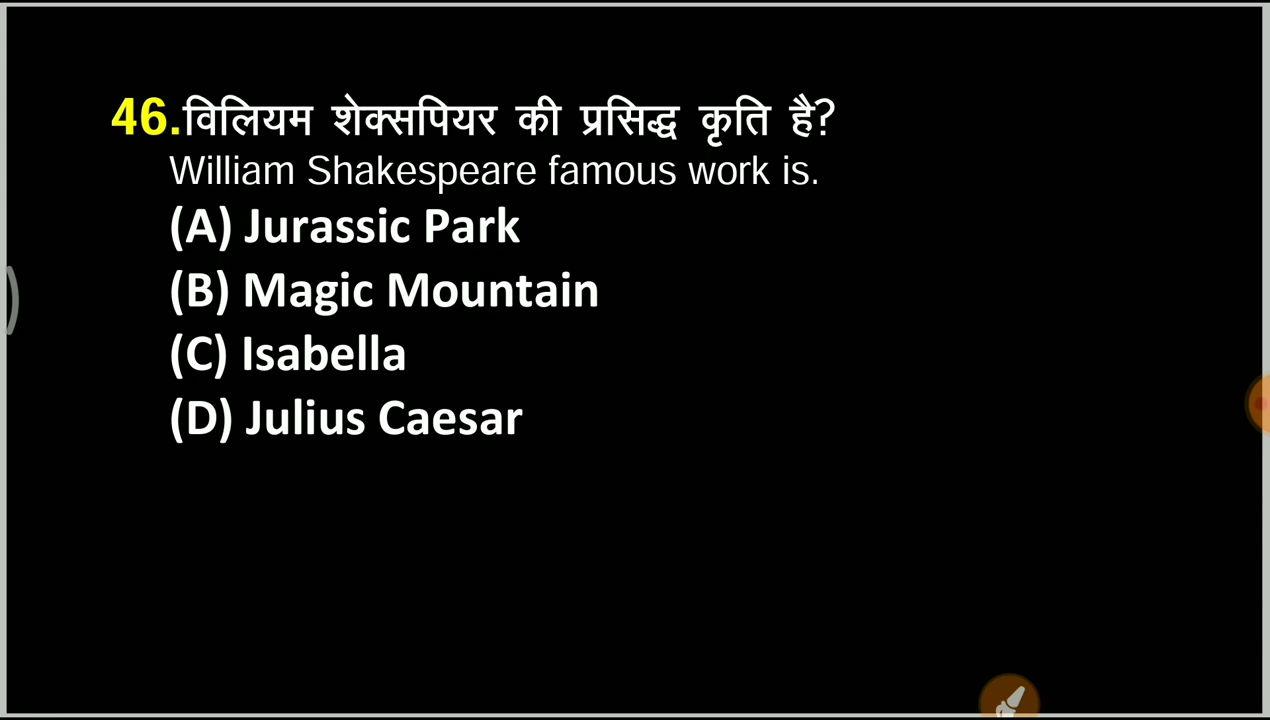 46.विलियम शेक्सपियर की प्रसिद्ध कृति है?
William Shakespeare famous work is.
(A) Jurassic Park
(B) Magic Mountain
(C) Isabella
(D) Julius Caesar